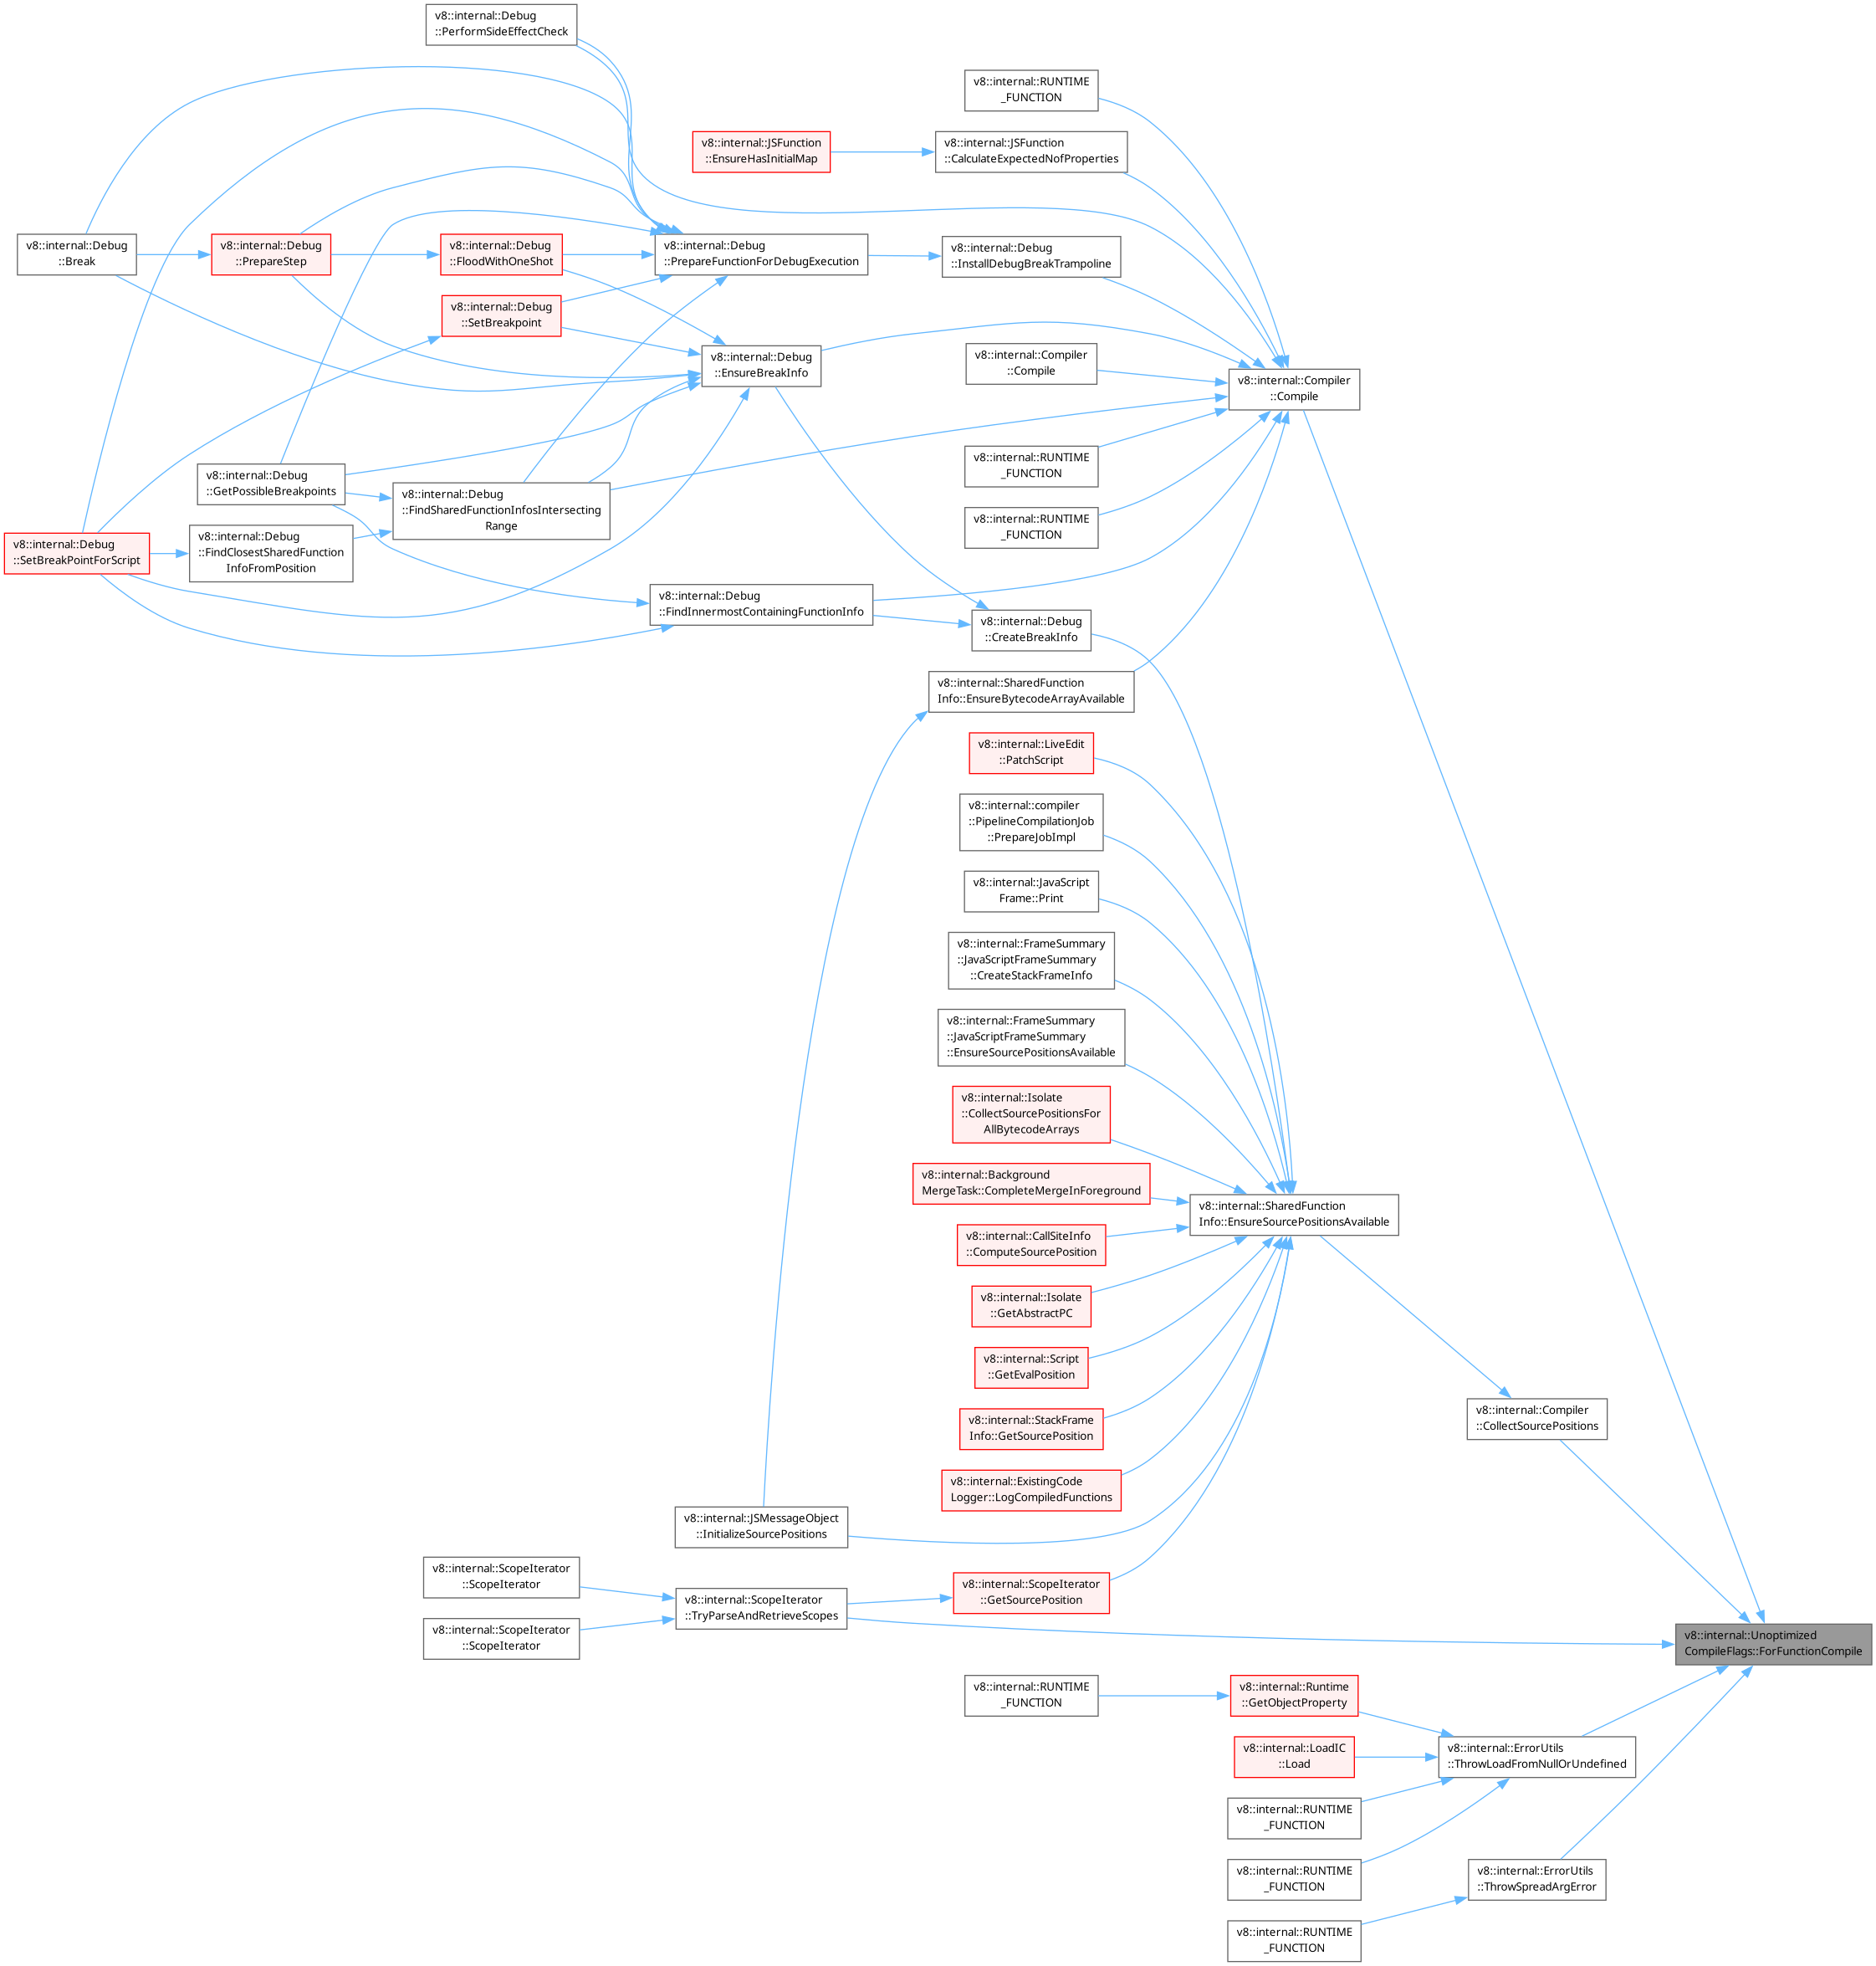 v8::internal::Debug
::PerformSideEffectCheck
v8::internal::RUNTIME
_FUNCTION
v8::internal::JSFunction
::EnsureHasInitialMap
v8::internal::JSFunction
::CalculateExpectedNofProperties
v8::internal::Debug
::Break
v8::internal::Debug
::PrepareStep
v8::internal::Debug
::FloodWithOneShot
v8::internal::Debug
::PrepareFunctionForDebugExecution
v8::internal::Debug
::InstallDebugBreakTrampoline
v8::internal::Debug
::SetBreakpoint
v8::internal::Debug
::EnsureBreakInfo
v8::internal::Compiler
::Compile
v8::internal::Compiler
::Compile
v8::internal::RUNTIME
_FUNCTION
v8::internal::Debug
::GetPossibleBreakpoints
v8::internal::Debug
::FindSharedFunctionInfosIntersecting
Range
v8::internal::RUNTIME
_FUNCTION
v8::internal::Debug
::SetBreakPointForScript
v8::internal::Debug
::FindClosestSharedFunction
InfoFromPosition
v8::internal::Debug
::FindInnermostContainingFunctionInfo
v8::internal::Debug
::CreateBreakInfo
v8::internal::SharedFunction
Info::EnsureBytecodeArrayAvailable
v8::internal::LiveEdit
::PatchScript
v8::internal::compiler
::PipelineCompilationJob
::PrepareJobImpl
v8::internal::JavaScript
Frame::Print
v8::internal::FrameSummary
::JavaScriptFrameSummary
::CreateStackFrameInfo
v8::internal::FrameSummary
::JavaScriptFrameSummary
::EnsureSourcePositionsAvailable
v8::internal::Isolate
::CollectSourcePositionsFor
AllBytecodeArrays
v8::internal::Background
MergeTask::CompleteMergeInForeground
v8::internal::SharedFunction
Info::EnsureSourcePositionsAvailable
v8::internal::CallSiteInfo
::ComputeSourcePosition
v8::internal::Isolate
::GetAbstractPC
v8::internal::Script
::GetEvalPosition
v8::internal::StackFrame
Info::GetSourcePosition
v8::internal::Compiler
::CollectSourcePositions
v8::internal::ExistingCode
Logger::LogCompiledFunctions
v8::internal::JSMessageObject
::InitializeSourcePositions
v8::internal::ScopeIterator
::ScopeIterator
v8::internal::ScopeIterator
::TryParseAndRetrieveScopes
v8::internal::ScopeIterator
::GetSourcePosition
v8::internal::ScopeIterator
::ScopeIterator
v8::internal::Unoptimized
CompileFlags::ForFunctionCompile
v8::internal::RUNTIME
_FUNCTION
v8::internal::Runtime
::GetObjectProperty
v8::internal::LoadIC
::Load
v8::internal::ErrorUtils
::ThrowLoadFromNullOrUndefined
v8::internal::RUNTIME
_FUNCTION
v8::internal::RUNTIME
_FUNCTION
v8::internal::ErrorUtils
::ThrowSpreadArgError
v8::internal::RUNTIME
_FUNCTION